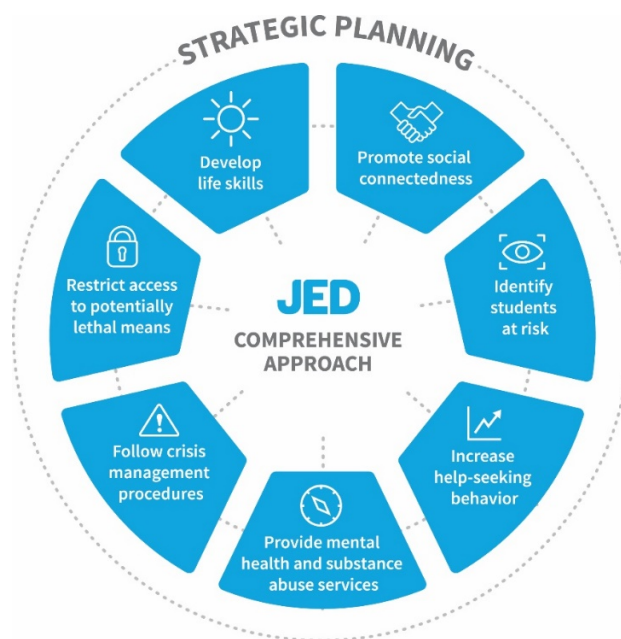 STRATEGIC PLANNING
Develop
life skills
Promote social
connectedness
Identify
students
at risk
Increase
help-seeking
behavior
Provide mental
health and substance
abuse services
Follow crisis
management
procedures
Restrict access
to potentially
lethal means
JED
COMPREHENSIVE
APPROACH